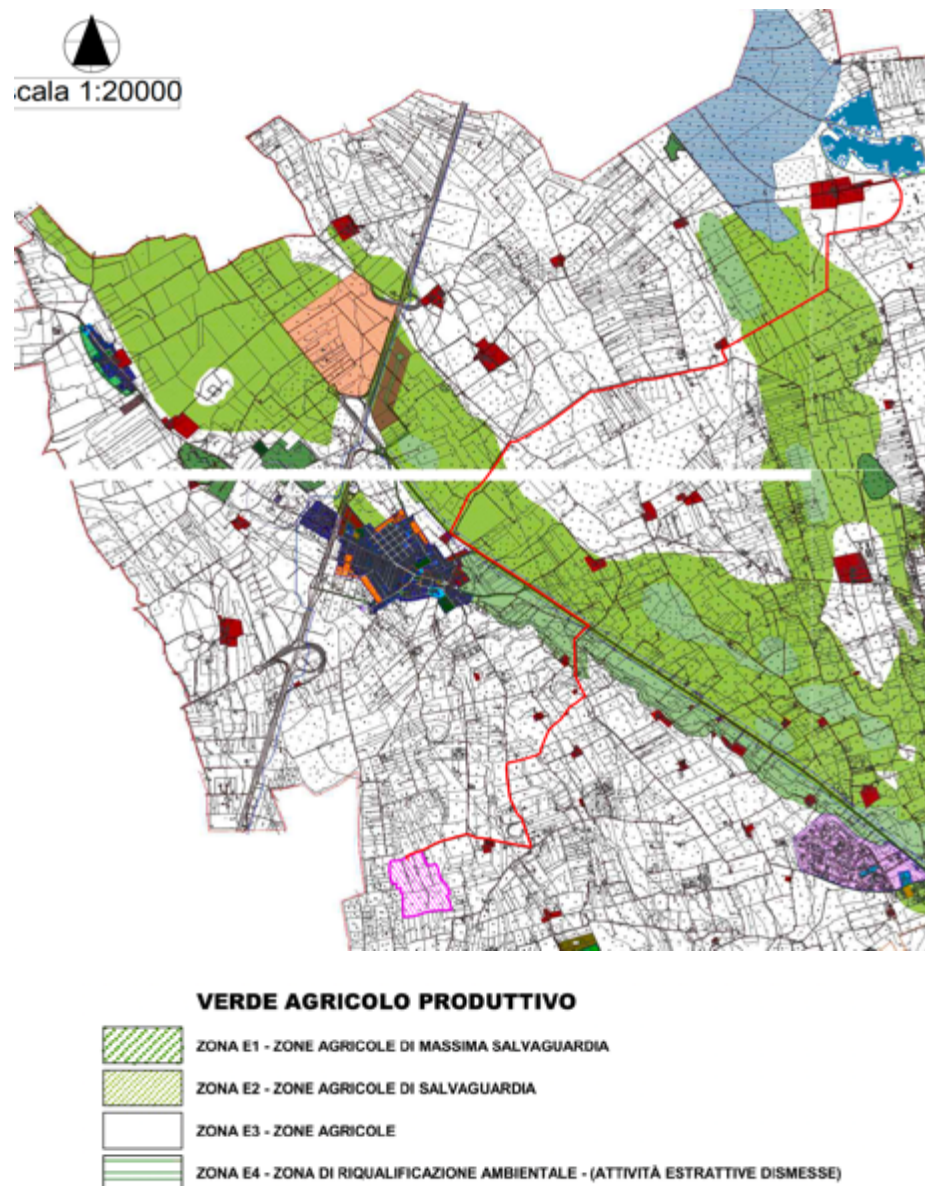 cala 1:20000
VERDE AGRICOLO PRODUTTIVO
ZONA E1 - ZONE AGRICOLE DI MASSIMA SALVAGUARDIA
ZONA E2 - ZONE AGRICOLE DI SALVAGUARDIA
ZONA E3 - ZONE AGRICOLE
ZONA E4 - ZONA DI RIQUALIFICAZIONE AMBIENTALE - (ATTIVITÀ ESTRATTIVE DISMESSE)